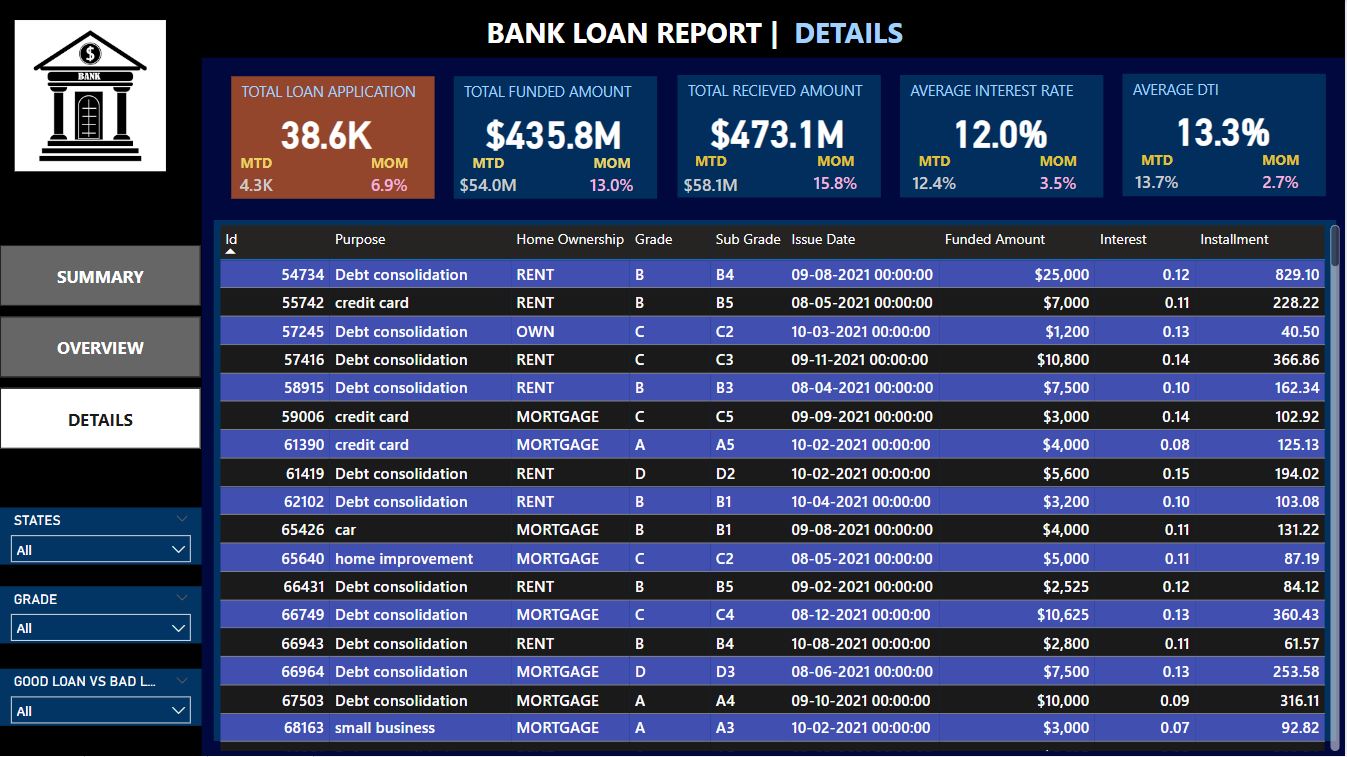 BANK LOAN REPORT | DETAILS
$
BANK
TOTAL LOAN APPLICATION
38.6K
MTD MOM
4.3K 6.9%
TOTAL FUNDED AMOUNT
$435.8M
MTD MOM
$54.0M 13.0%
TOTAL RECIEVED AMOUNT
$473.1M
MTD MOM
$58.1M 15.8%
AVERAGE INTEREST RATE
12.0%
MTD MOM
12.4% 3.5%
AVERAGE DTI
13.3%
MTD MOM
13.7% 2.7%
SUMMARY
OVERVIEW
DETAILS
STATES
All
GRADE
All
GOOD LOAN VS BAD L...
All
Id Purpose Home Ownership Grade Sub Grade Issue Date Funded Amount Interest Installment
54734 Debt consolidation RENT B B4 09-08-2021 00:00:00 $25,000 0.12 829.10
55742 credit card RENT B B5 08-05-2021 00:00:00 $7,000 0.11 228.22
57245 Debt consolidation OWN C C2 10-03-2021 00:00:00 $1,200 0.13 40.50
57416 Debt consolidation RENT C C3 09-11-2021 00:00:00 $10,800 0.14 366.86
58915 Debt consolidation RENT B B3 08-04-2021 00:00:00 $7,500 0.10 162.34
59006 credit card MORTGAGE C C5 09-09-2021 00:00:00 $3,000 0.14 102.92
61390 credit card MORTGAGE A A5 10-02-2021 00:00:00 $4,000 0.08 125.13
61419 Debt consolidation RENT D D2 10-02-2021 00:00:00 $5,600 0.15 194.02
62102 Debt consolidation RENT B B1 10-04-2021 00:00:00 $3,200 0.10 103.08
65426 car MORTGAGE B B1 09-08-2021 00:00:00 $4,000 0.11 131.22
65640 home improvement MORTGAGE C C2 08-05-2021 00:00:00 $5,000 0.11 87.19
66431 Debt consolidation RENT B B5 09-02-2021 00:00:00 $2,525 0.12 84.12
66749 Debt consolidation MORTGAGE C C4 08-12-2021 00:00:00 $10,625 0.13 360.43
66943 Debt consolidation RENT B B4 10-08-2021 00:00:00 $2,800 0.11 61.57
66964 Debt consolidation MORTGAGE D D3 08-06-2021 00:00:00 $7,500 0.13 253.58
67503 Debt consolidation MORTGAGE A A4 09-10-2021 00:00:00 $10,000 0.09 316.11
68163 small business MORTGAGE A A3 10-02-2021 00:00:00 $3,000 0.07 92.82